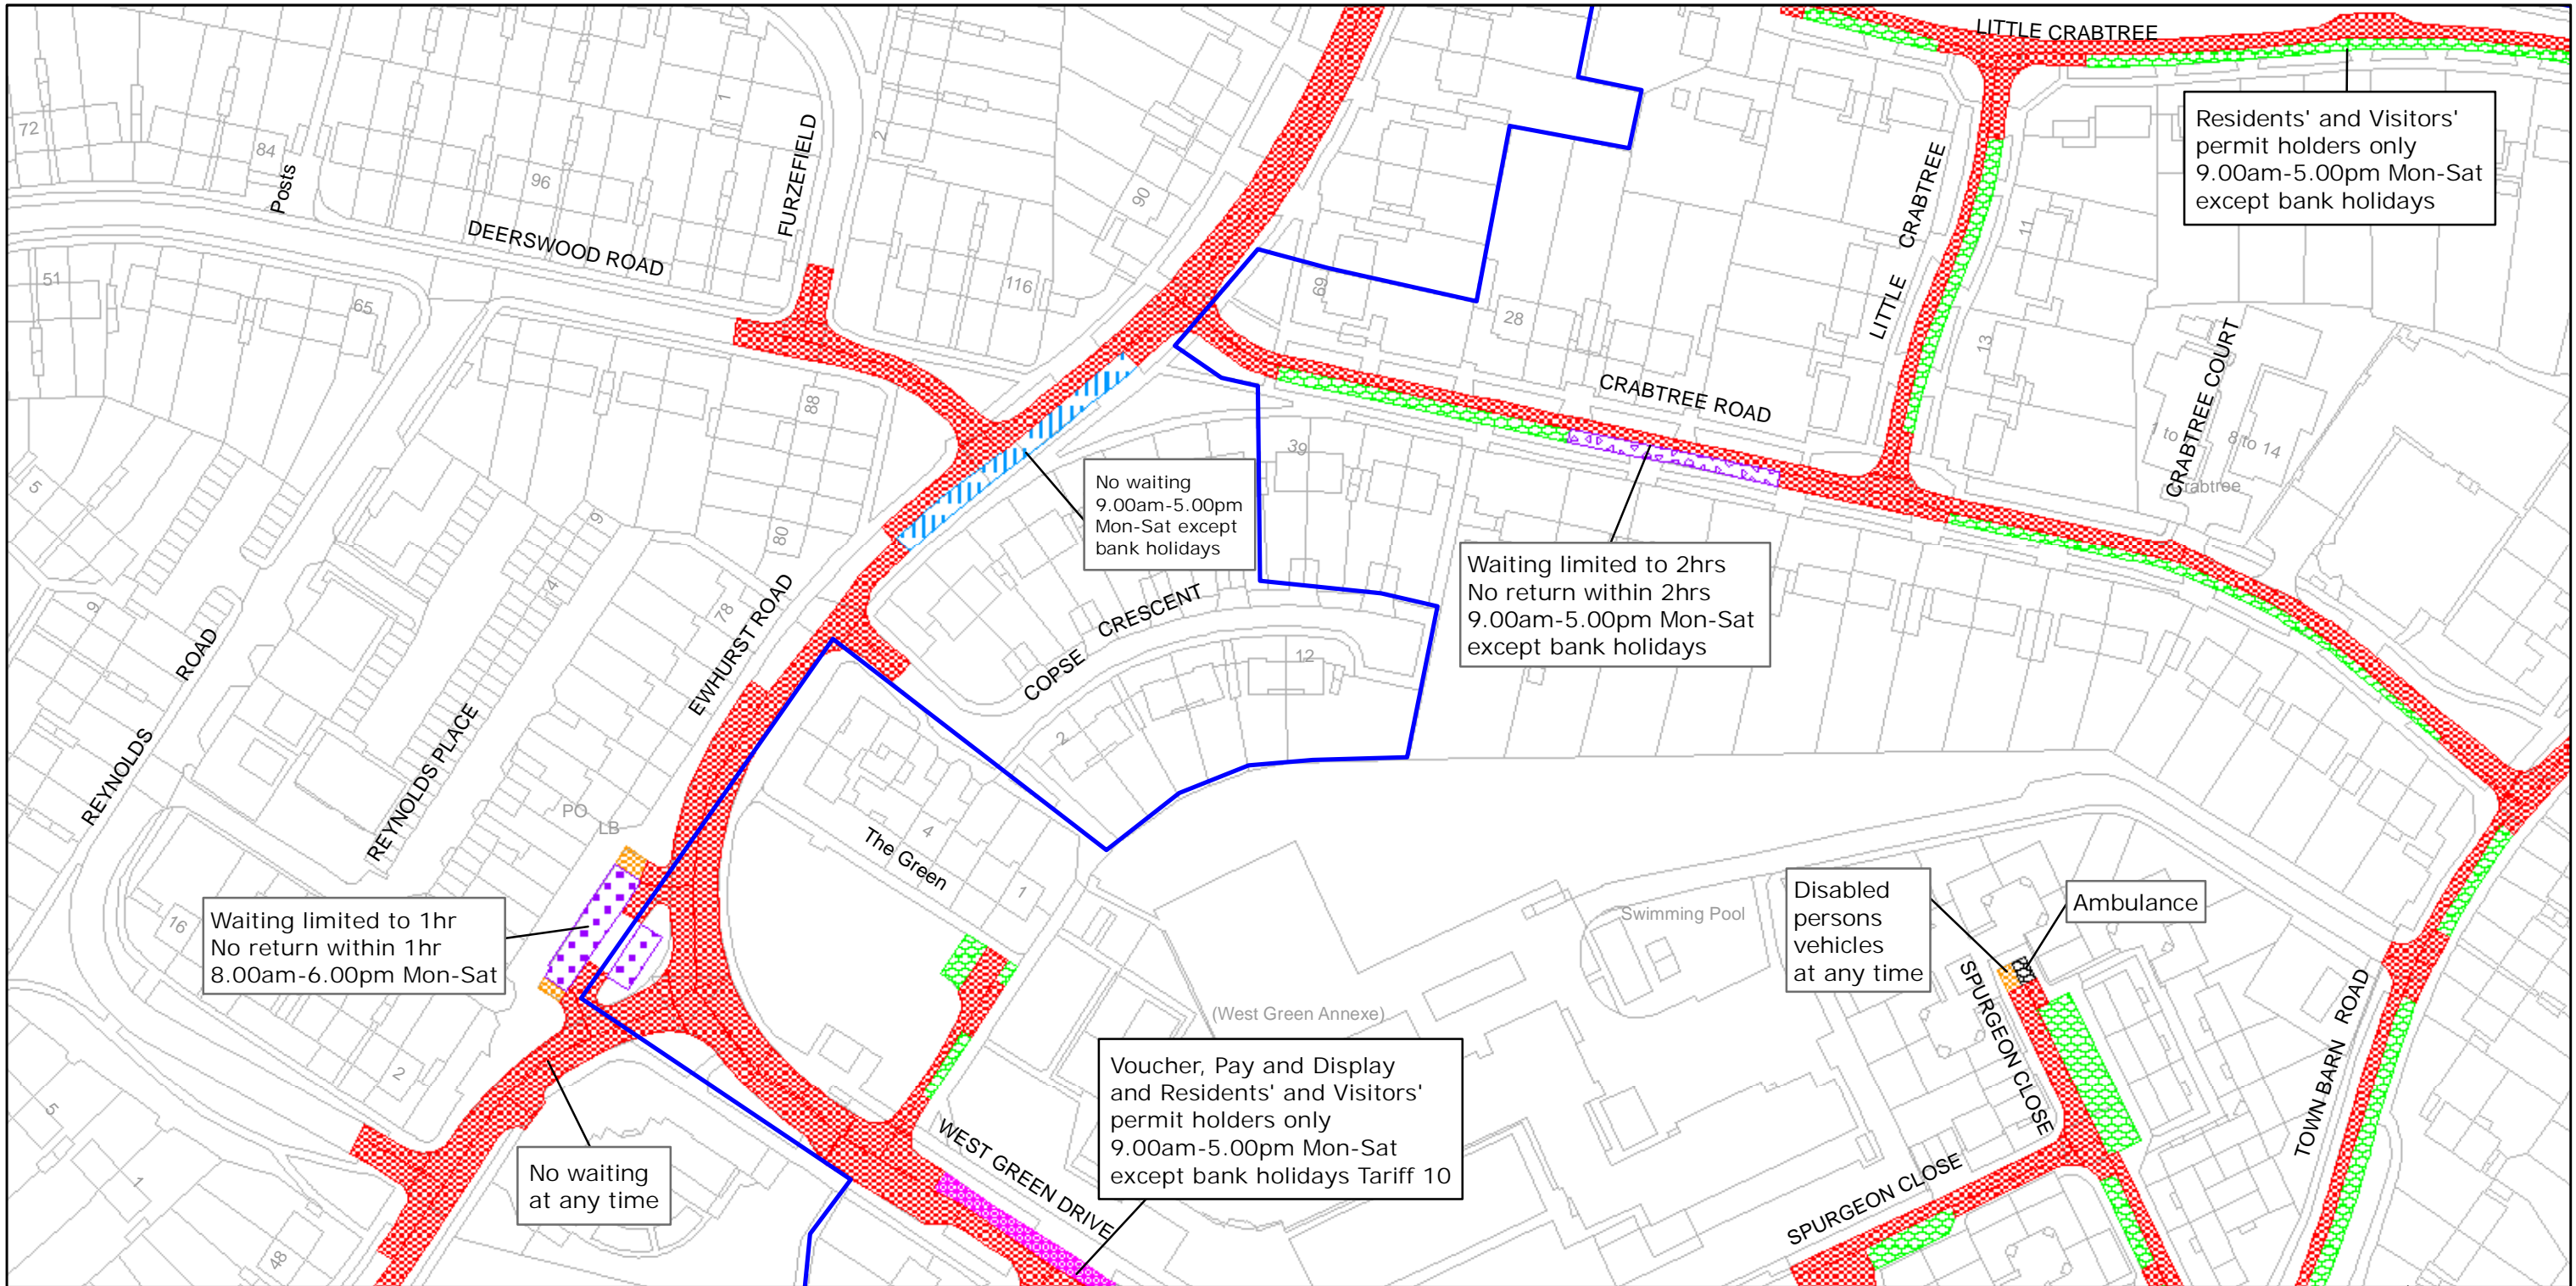 LITTLE CRABTREE
Residents' and Visitors'
permit holders only
9.00am-5.00pm Mon-Sat
except bank holidays
72
84
Posts
96
1
FURZEFIELD
2
90
DEERSWOOD ROAD
51
65
116
69
28
LITTLE CRABTREE
11
13
CRABTREE COURT
8 to 14
Crabtree
CRABTREE ROAD
88
39
No waiting
9.00am-5.00pm
Mon-Sat except
bank holidays
Waiting limited to 2hrs
No return within 2hrs
9.00am-5.00pm Mon-Sat
except bank holidays
5
9
4
80
78
9
EWHURST ROAD
COPSE CRESCENT
12
2
REYNOLDS ROAD
REYNOLDS PLACE
PO
LB
The Green
4
1
16
Waiting limited to 1hr
No return within 1hr
8.00am-6.00pm Mon-Sat
Swimming Pool
Disabled
persons
vehicles
at any time
Ambulance
(West Green Annexe)
SPURGEON CLOSE
TOWN BARN ROAD
Voucher, Pay and Display
and Residents' and Visitors'
permit holders only
9.00am-5.00pm Mon-Sat
except bank holidays Tariff 10
2
5
1
48
No waiting
at any time
WEST GREEN DRIVE
SPURGEON CLOSE